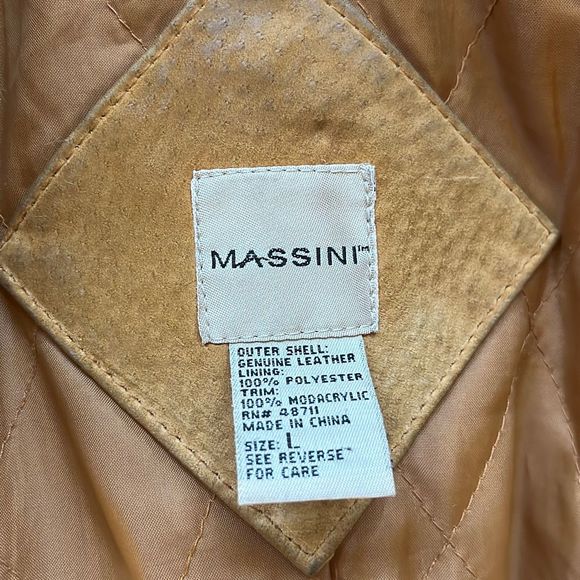 MASSINI™
OUTER SHELL:
GENUINE LEATHER
LINING:
100% POLYESTER
TRIM:
100% MODACRYLIC
RN# 48711
MADE IN CHINA
SIZE: L
SEE REVERSE
FOR CARE